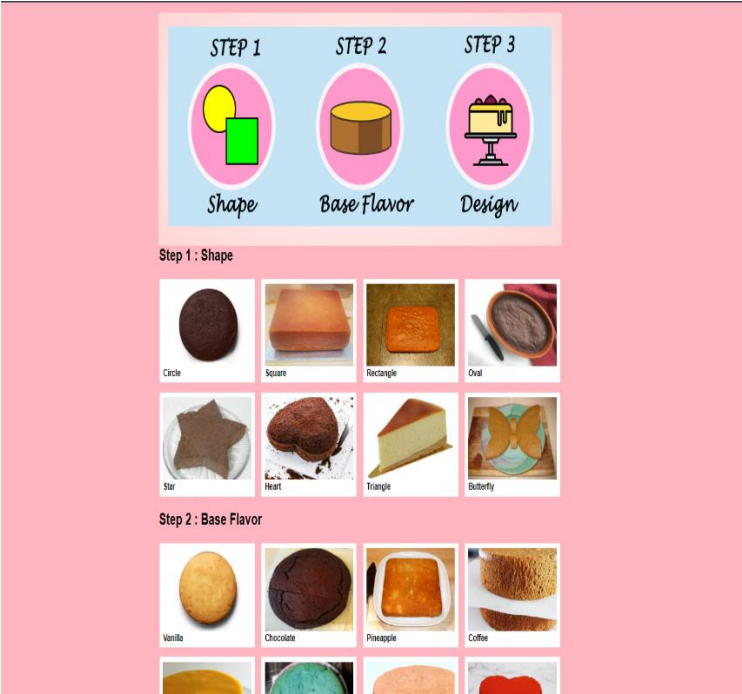 STEP 1 STEP 2 STEP 3
Shape Base Flavor Design
Step 1 : Shape
Circle Square Rectangle Oval
Star Heart Triangle Butterfly
Step 2 : Base Flavor
Vanilla Chocolate Pineapple Coffee